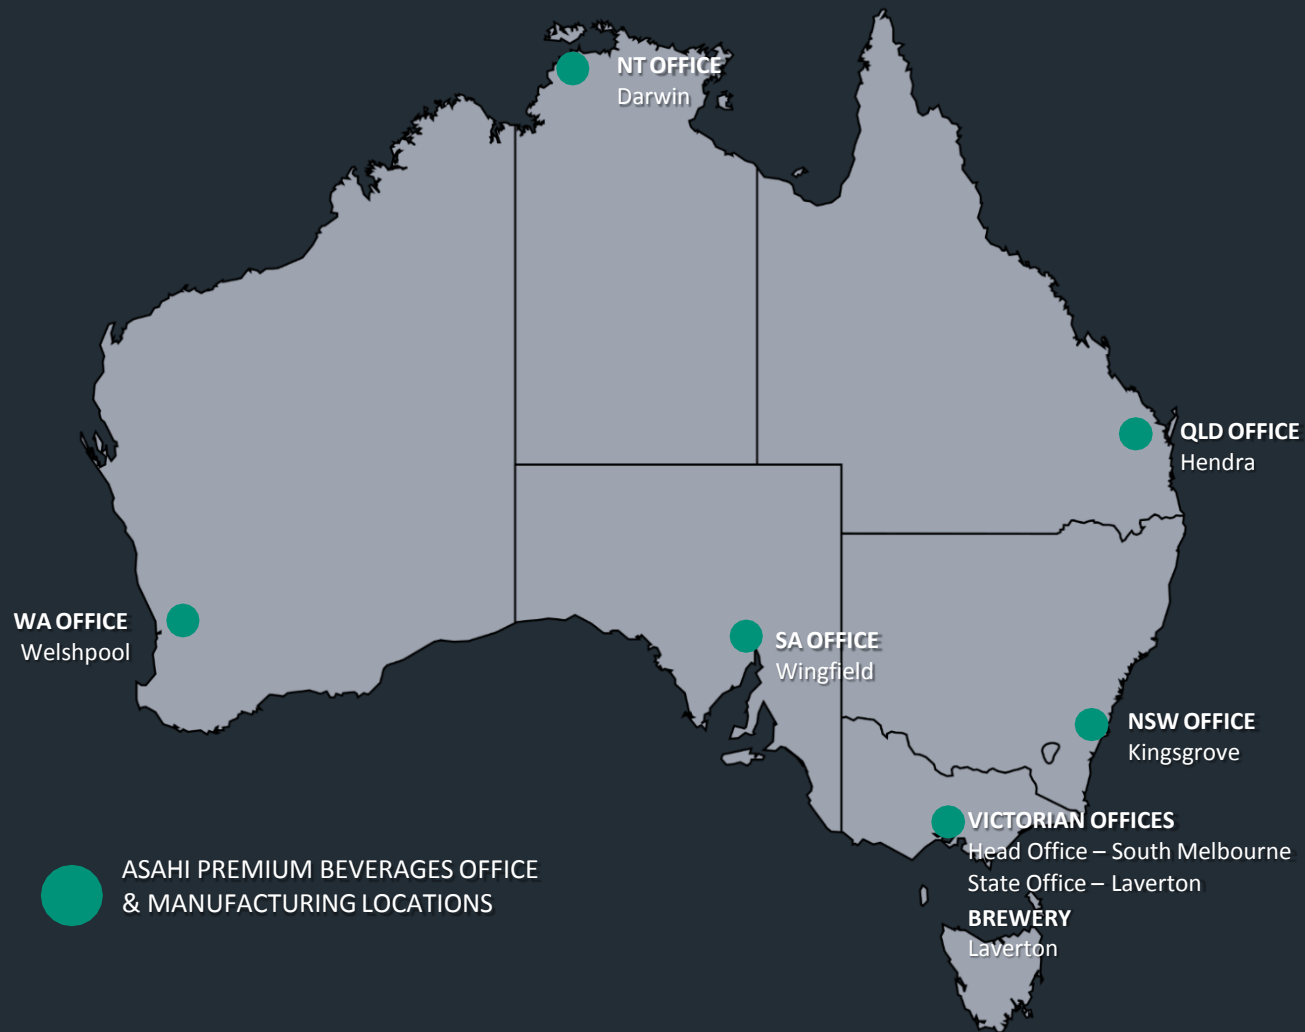 NT OFFICE
Darwin
QLD OFFICE
Hendra
WA OFFICE
Welshpool
SA OFFICE
Wingfield
NSW OFFICE
Kingsgrove
VICTORIAN OFFICES
Head Office – South Melbourne
State Office – Laverton
BREWERY
Laverton
ASAHI PREMIUM BEVERAGES OFFICE
& MANUFACTURING LOCATIONS